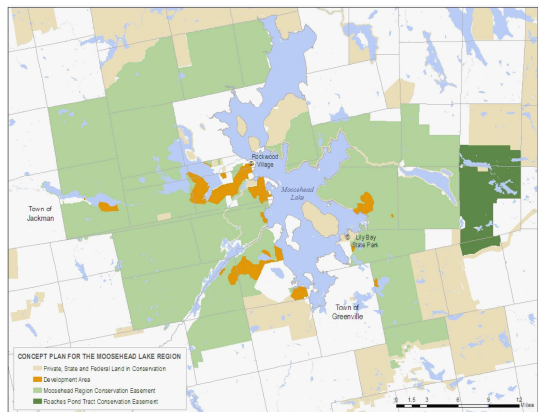 Rockwood
Village
Moosehead
Lake
Town of
Jackman
Lily Bay
State Park
Town of
Greenville
CONCEPT PLAN FOR THE MOOSEHEAD LAKE REGION
Private, State and Federal Land in Conservation
Development Area
Moosehead Region Conservation Easement
Roaches Pond Tract Conservation Easement
0 1.5 3 6 9 12
Miles